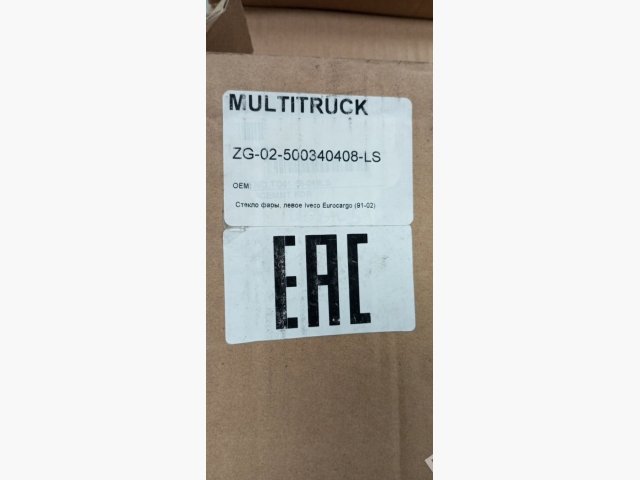 MULTITRUCK
ZG-02-500340408-LS
OEM:
Стекло фары, левое Iveco Eurocargo (91-02)
EAC